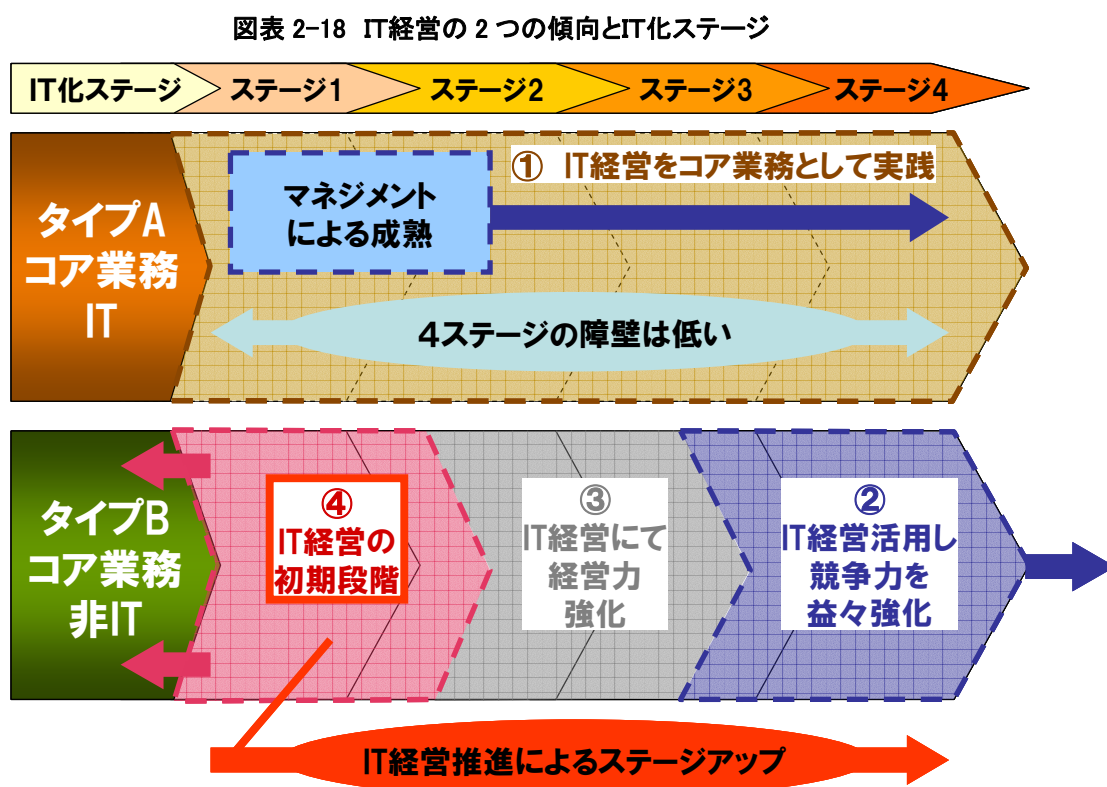 図表 2-18 IT経営の 2 つの傾向とIT化ステージ
IT化ステージ
ステージ1
ステージ2
ステージ3
ステージ4
タイプA
コア業務
IT
① IT経営をコア業務として実践
マネジメント
による成熟
4ステージの障壁は低い
タイプB
コア業務
非IT
④
IT経営の
初期段階
③
IT経営にて
経営力
強化
②
IT経営活用し
競争力を
益々強化
IT経営推進によるステージアップ